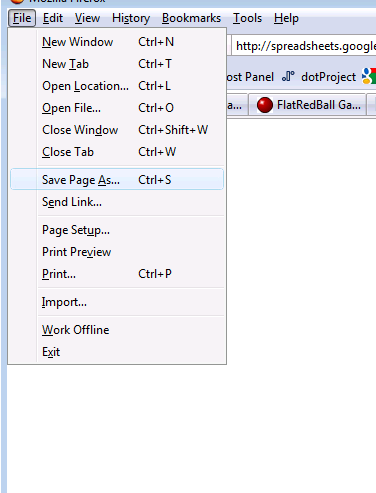 Mozilla Firefox
File Edit View History Bookmarks Tools Help
New Window Ctrl+N
http://spreadsheets.google
New Tab Ctrl+T
ost Panel dotProject
Open Location... Ctrl+L
Open File... Ctrl+O
a... FlatRedBall Ga...
Close Window Ctrl+Shift+W
Close Tab Ctrl+W
Save Page As... Ctrl+S
Send Link...
Page Setup...
Print Preview
Print... Ctrl+P
Import...
Work Offline
Exit